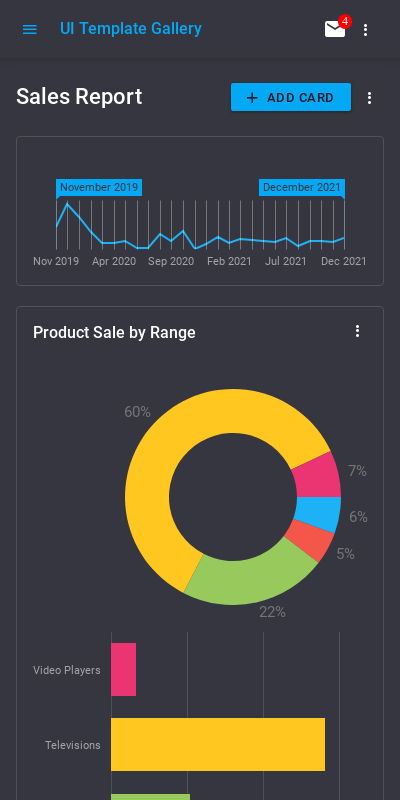 UI Template Gallery
4
Sales Report
ADD CARD
November 2019
December 2021
Nov 2019 Apr 2020 Sep 2020 Feb 2021 Jul 2021 Dec 2021
Product Sale by Range
60%
7%
6%
5%
22%
Video Players
Televisions